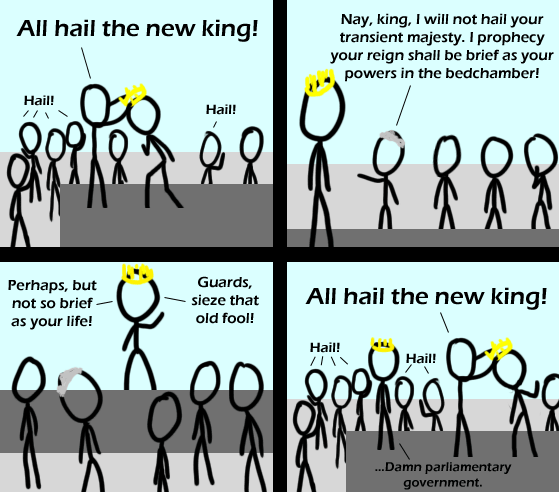 All hail the new king!
Hail!
Hail!
Nay, king, I will not hail your
transient majesty. I prophecy
your reign shall be brief as your
powers in the bedchamber!
Perhaps, but
not so brief
as your life!
Guards,
sieze that
old fool!
All hail the new king!
Hail!
Hail!
...Damn parliamentary
government.